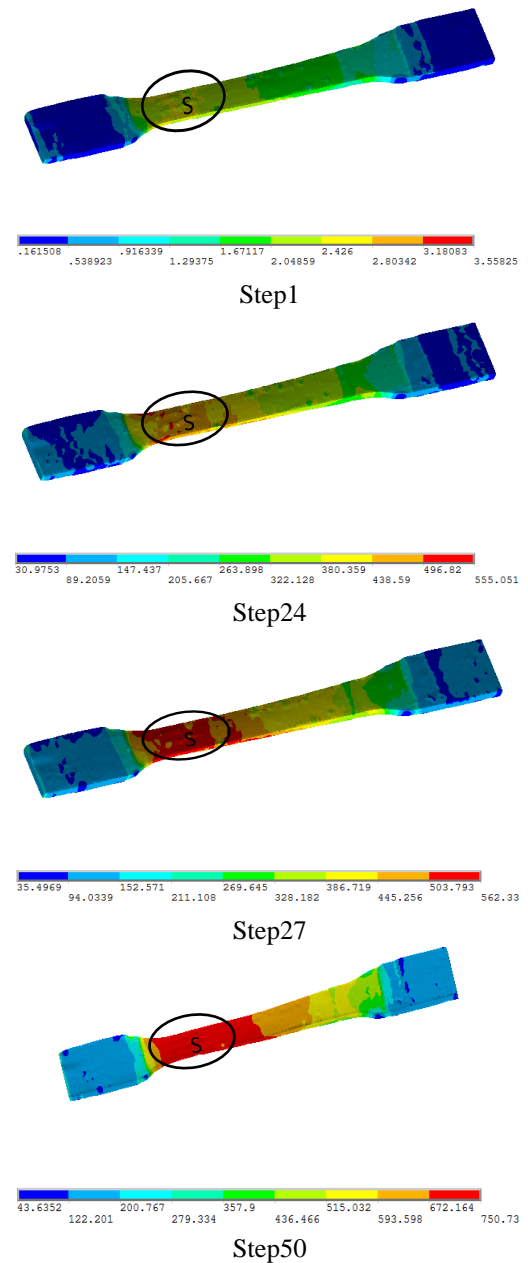 S
.161508 .916339 1.67117 2.426 3.18083
.538923 1.29375 2.04859 2.80342 3.55825
Step1
S
30.9753 147.437 263.898 380.359 496.82
89.2059 205.667 322.128 438.59 555.051
Step24
S
35.4969 152.571 269.645 386.719 503.793
94.0339 211.108 328.182 445.256 562.33
Step27
S
43.6352 200.767 357.9 515.032 672.164
122.201 279.334 436.466 593.598 750.73
Step50